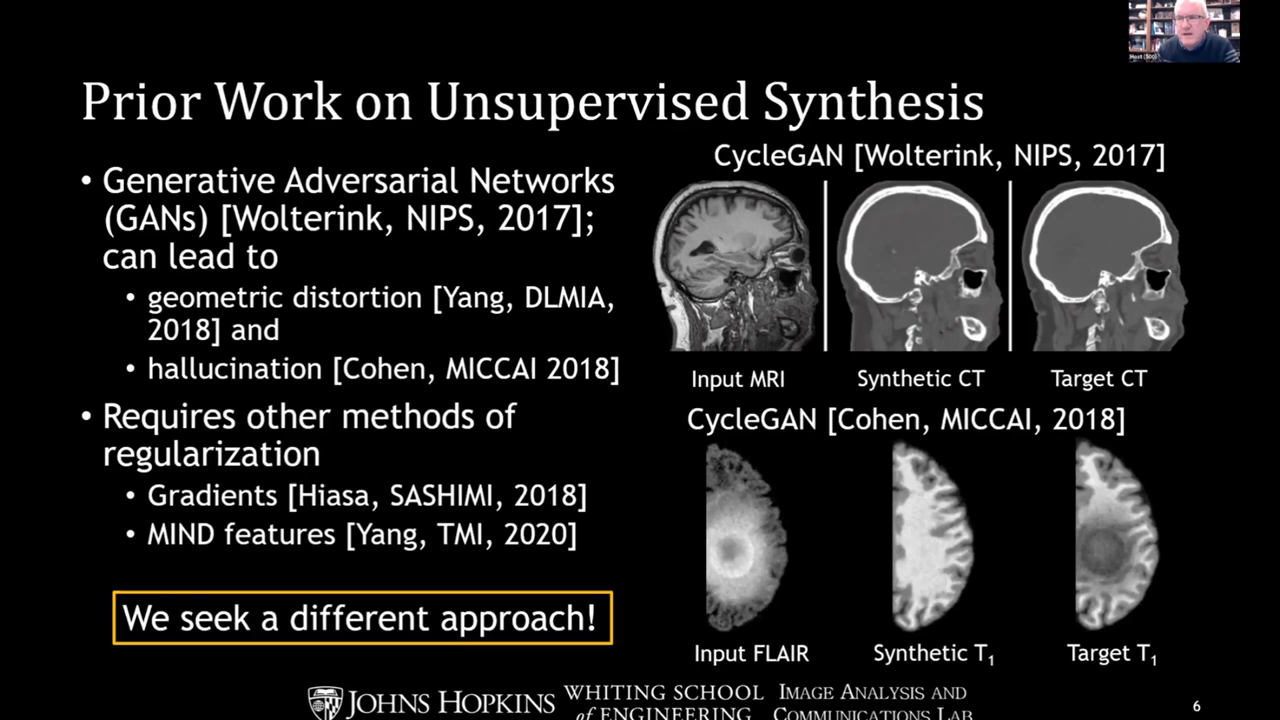 Host (SOG)
Prior Work on Unsupervised Synthesis
• Generative Adversarial Networks
(GANs) [Wolterink, NIPS, 2017];
can lead to
• geometric distortion [Yang, DLMIA,
2018] and
• hallucination [Cohen, MICCAI 2018]
• Requires other methods of
regularization
• Gradients [Hiasa, SASHIMI, 2018]
• MIND features [Yang, TMI, 2020]
We seek a different approach!
CycleGAN [Wolterink, NIPS, 2017]
Input MRI
Synthetic CT
Target CT
CycleGAN [Cohen, MICCAI, 2018]
Input FLAIR
Synthetic T1
Target T1
JOHNS HOPKINS
WHITING SCHOOL
of ENGINEERING
IMAGE ANALYSIS AND
COMMUNICATIONS LAB
6